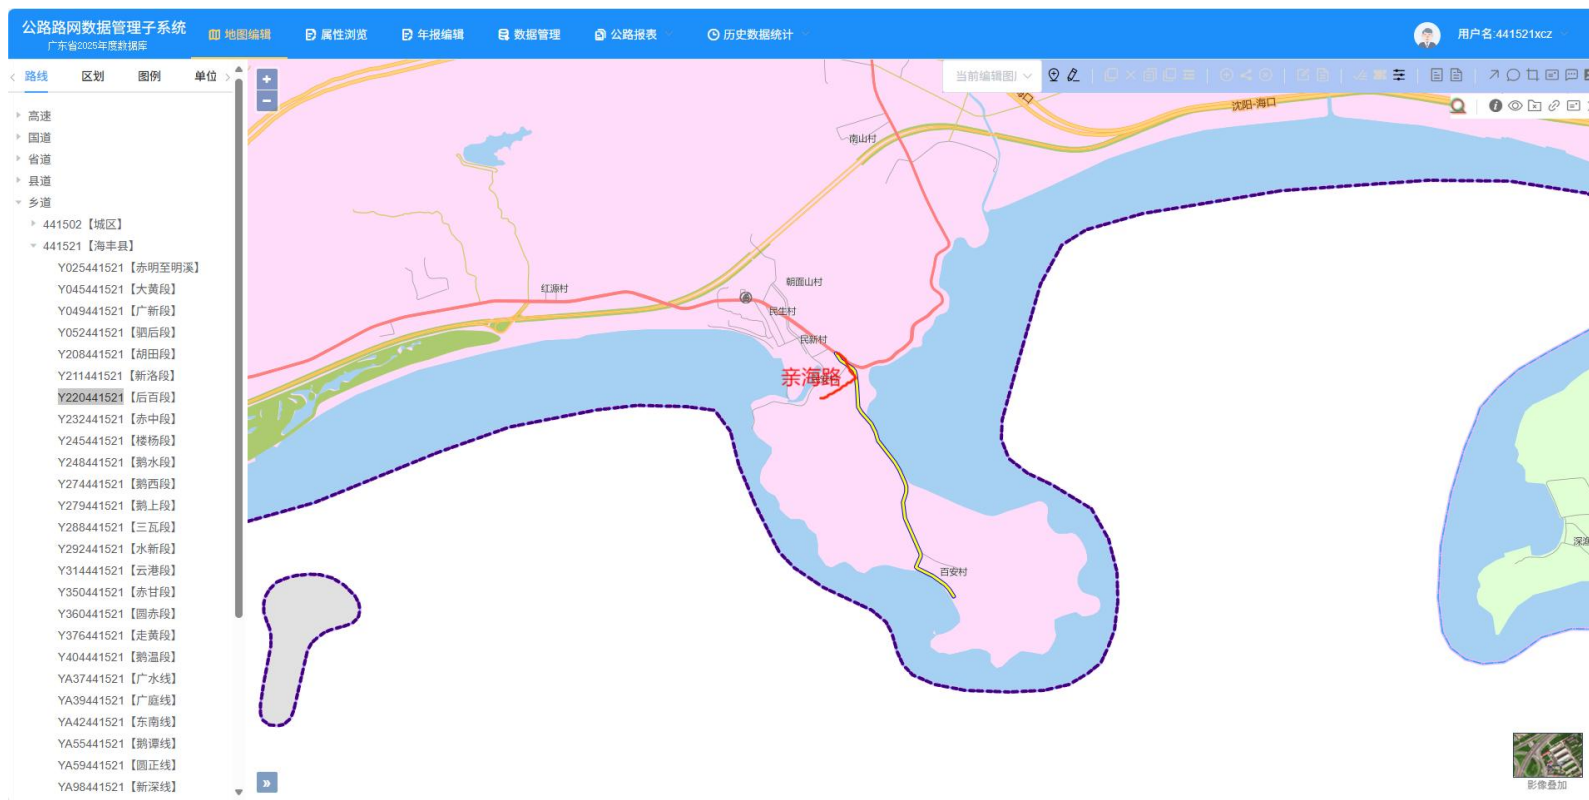 公路路网数据管理子系统
广东省2025年度数据库
地图编辑
属性浏览
年报编辑
数据管理
公路报表
历史数据统计
用户名:441521xcz
路线
区划
图例
单位
高速
国道
省道
县道
乡道
441502【城区】
441521【海丰县】
Y025441521【赤明至明溪】
Y045441521【大黄段】
Y049441521【广新段】
Y052441521【驷后段】
Y208441521【胡田段】
Y211441521【新洛段】
Y220441521【后百段】
Y232441521【赤中段】
Y245441521【楼杨段】
Y248441521【鹅水段】
Y274441521【鹅西段】
Y279441521【鹅上段】
Y288441521【三瓦段】
Y292441521【水新段】
Y314441521【云港段】
Y350441521【赤甘段】
Y360441521【圆赤段】
Y376441521【走黄段】
Y404441521【鹅温段】
YA37441521【广水线】
YA39441521【广庭线】
YA42441521【东南线】
YA55441521【鹅谭线】
YA59441521【圆正线】
YA98441521【新深线】
当前编辑图
沈阳-海口
南山村
红源村
朝面山村
民生村
民新村
亲海路
百安村
影像叠加